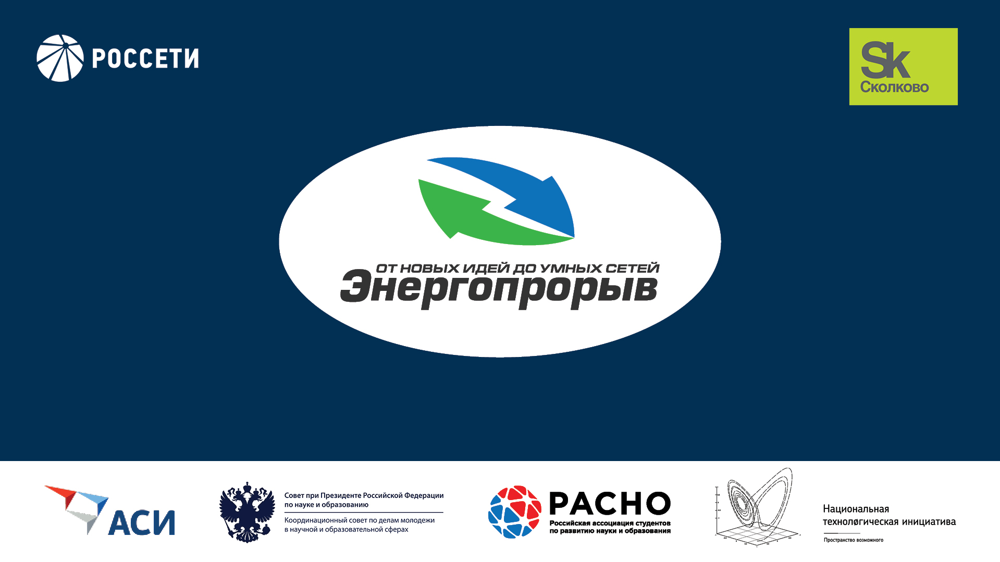 РОССЕТИ
Sk
Сколково
ОТ НОВЫХ ИДЕЙ ДО УМНЫХ СЕТЕЙ
Энергопрорыв
АСИ
Совет при Президенте Российской Федерации
по науке и образованию
Координационный совет по делам молодежи
в научной и образовательной сферах
РАСНО
Российская ассоциация студентов
по развитию науки и образования
Национальная
технологическая инициатива
Пространство возможного